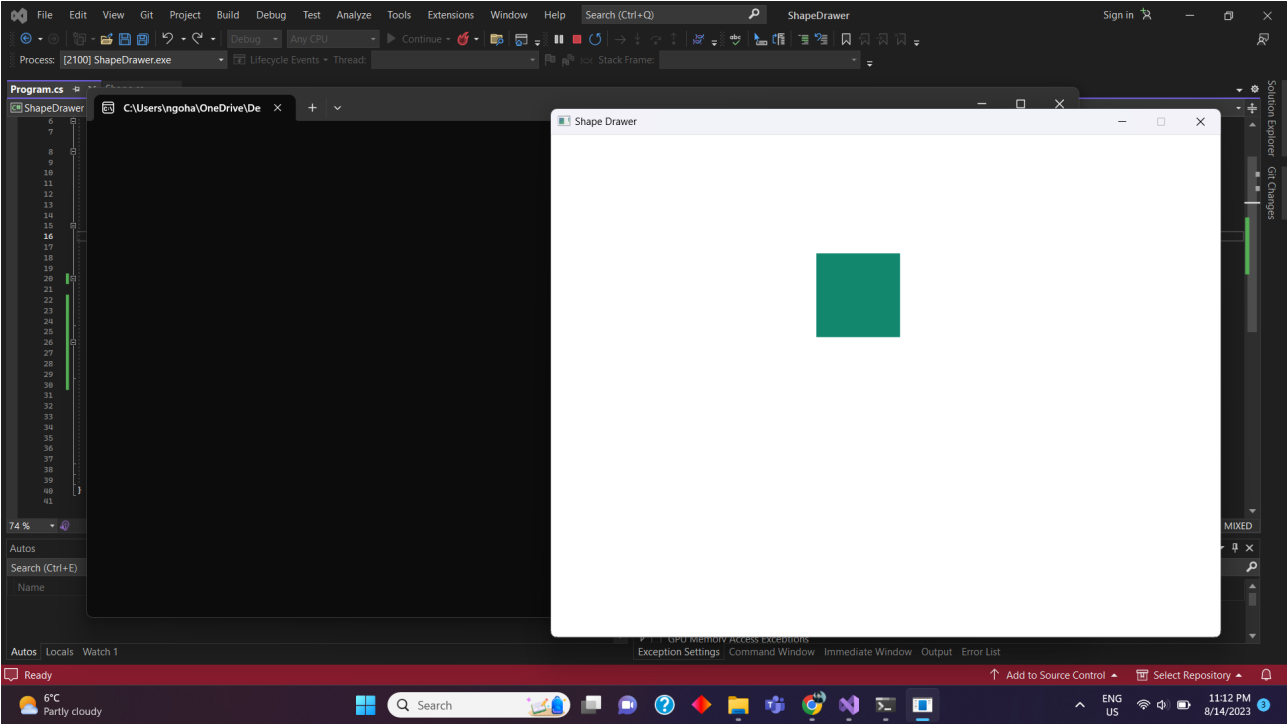 File Edit View Git Project Build Debug Test Analyze Tools Extensions Window Help Search (Ctrl+Q) ShapeDrawer Sign in
Debug Any CPU Continue
Process: [2100] ShapeDrawer.exe Lifecycle Events Thread: Stack Frame:
Program.cs
ShapeDrawer
C:\Users\ngoha\OneDrive\De
Shape Drawer
Solution Explorer
Git Changes
6
7
8
9
10
11
12
13
14
15
16
17
18
19
20
21
22
23
24
25
26
27
28
29
30
31
32
33
34
35
36
37
38
39
40 }
41
74 % MIXED
Autos
Search (Ctrl+E)
Name
GPU Memory Access Exceptions
Autos Locals Watch 1 Exception Settings Command Window Immediate Window Output Error List
Ready Add to Source Control Select Repository
6°C
Partly cloudy
Search
ENG
US
11:12 PM
8/14/2023
3